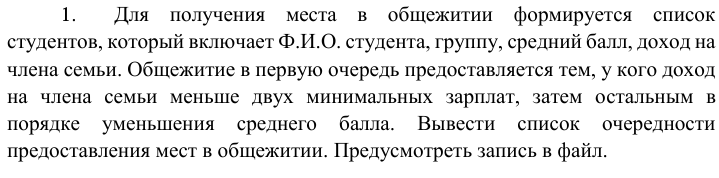 1. Для получения места в общежитии формируется список
студентов, который включает Ф.И.О. студента, группу, средний балл, доход на
члена семьи. Общежитие в первую очередь предоставляется тем, у кого доход
на члена семьи меньше двух минимальных зарплат, затем остальным в
порядке уменьшения среднего балла. Вывести список очередности
предоставления мест в общежитии. Предусмотреть запись в файл.